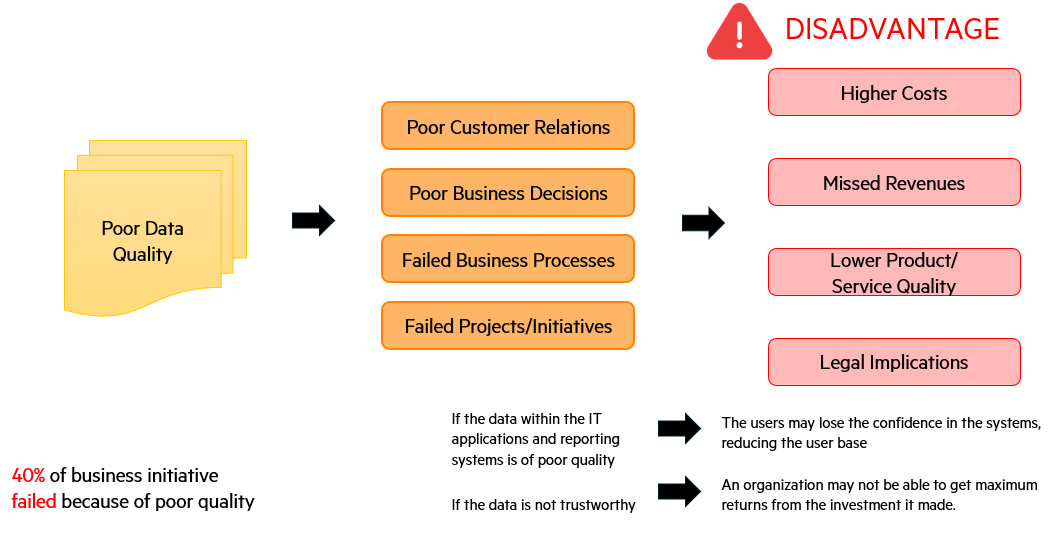 DISADVANTAGE
Poor Data
Quality
Poor Customer Relations
Poor Business Decisions
Failed Business Processes
Failed Projects/Initiatives
Higher Costs
Missed Revenues
Lower Product/
Service Quality
Legal Implications
40% of business initiative
failed because of poor quality
If the data within the IT
applications and reporting
systems is of poor quality
The users may lose the confidence in the systems,
reducing the user base
If the data is not trustworthy
An organization may not be able to get maximum
returns from the investment it made.